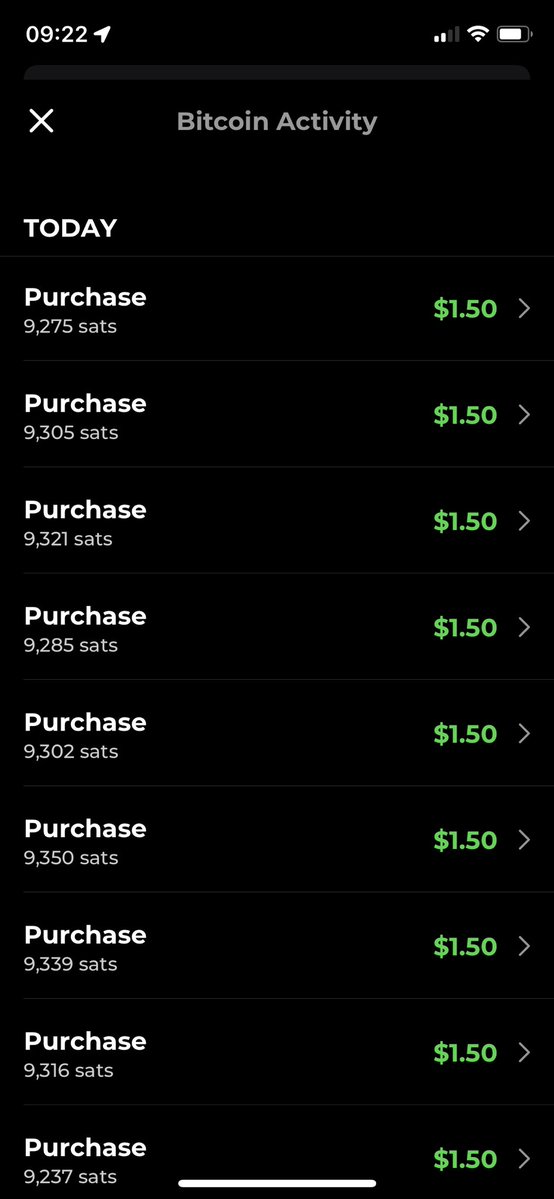 09:22
Bitcoin Activity
TODAY
Purchase
$1.50
9,275 sats
Purchase
$1.50
9,305 sats
Purchase
$1.50
9,321 sats
Purchase
$1.50
9,285 sats
Purchase
$1.50
9,302 sats
Purchase
$1.50
9,350 sats
Purchase
$1.50
9,339 sats
Purchase
$1.50
9,316 sats
Purchase
$1.50
9,237 sats